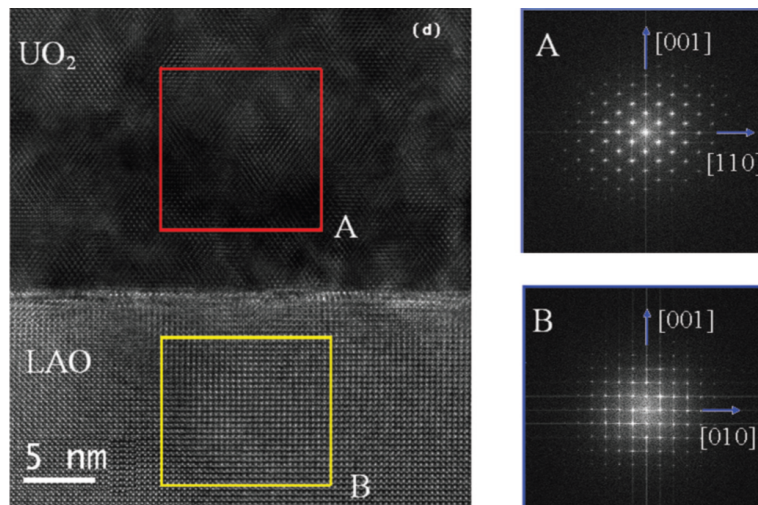 (d)
UO₂
A
LAO
5 nm
B
A
[001]
[110]
B
[001]
[010]